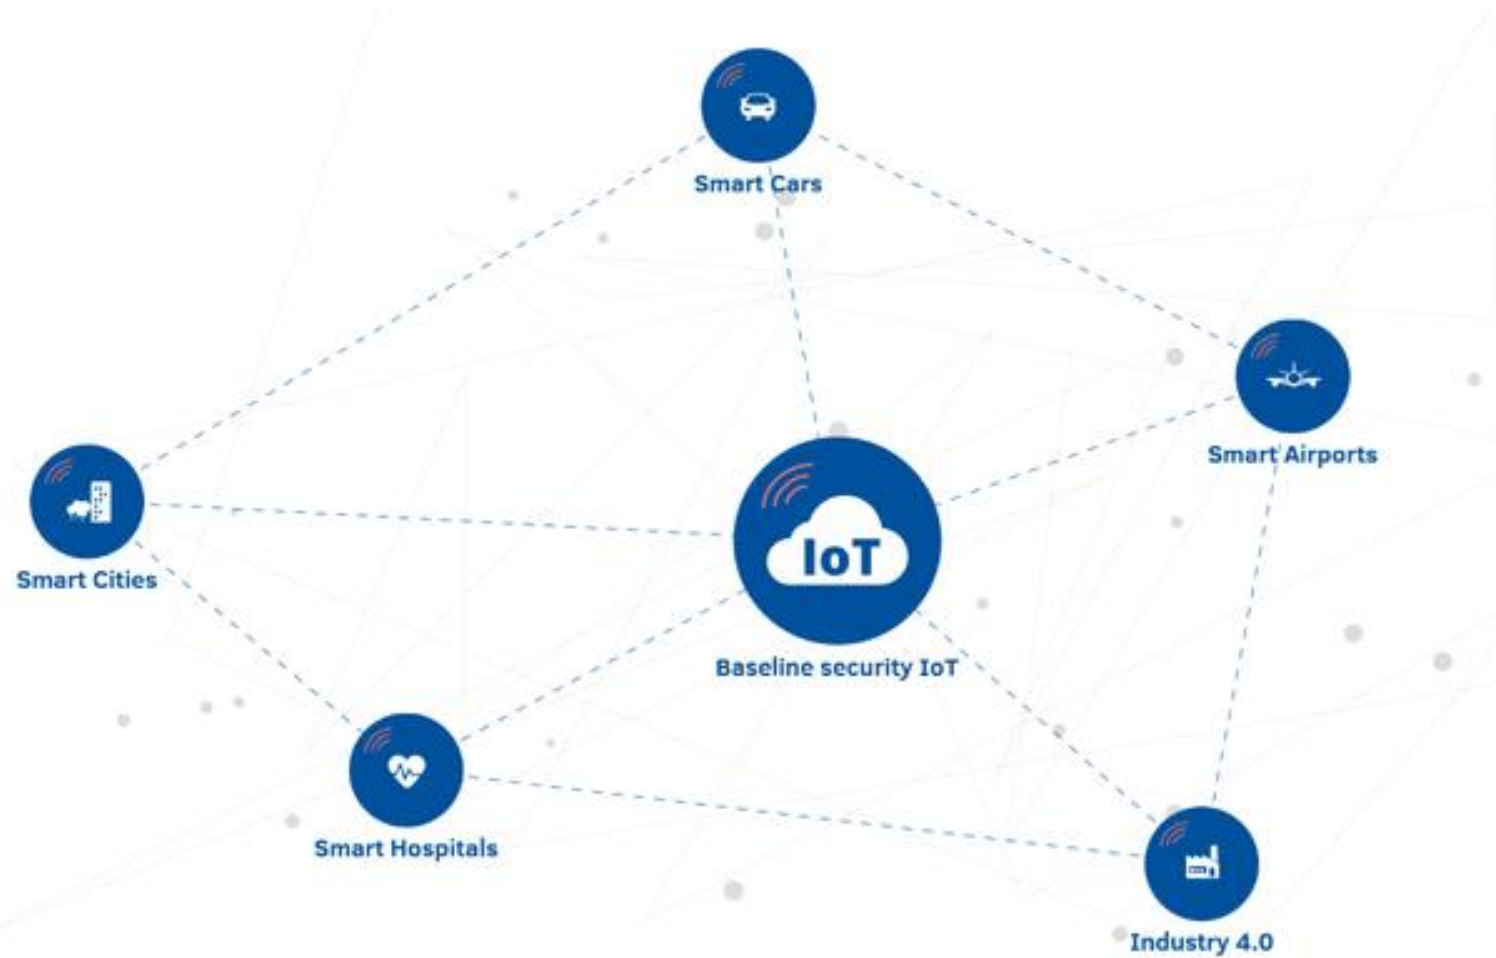 Smart Cars
Smart Airports
IoT
Smart Cities
Baseline security IoT
Smart Hospitals
Industry 4.0